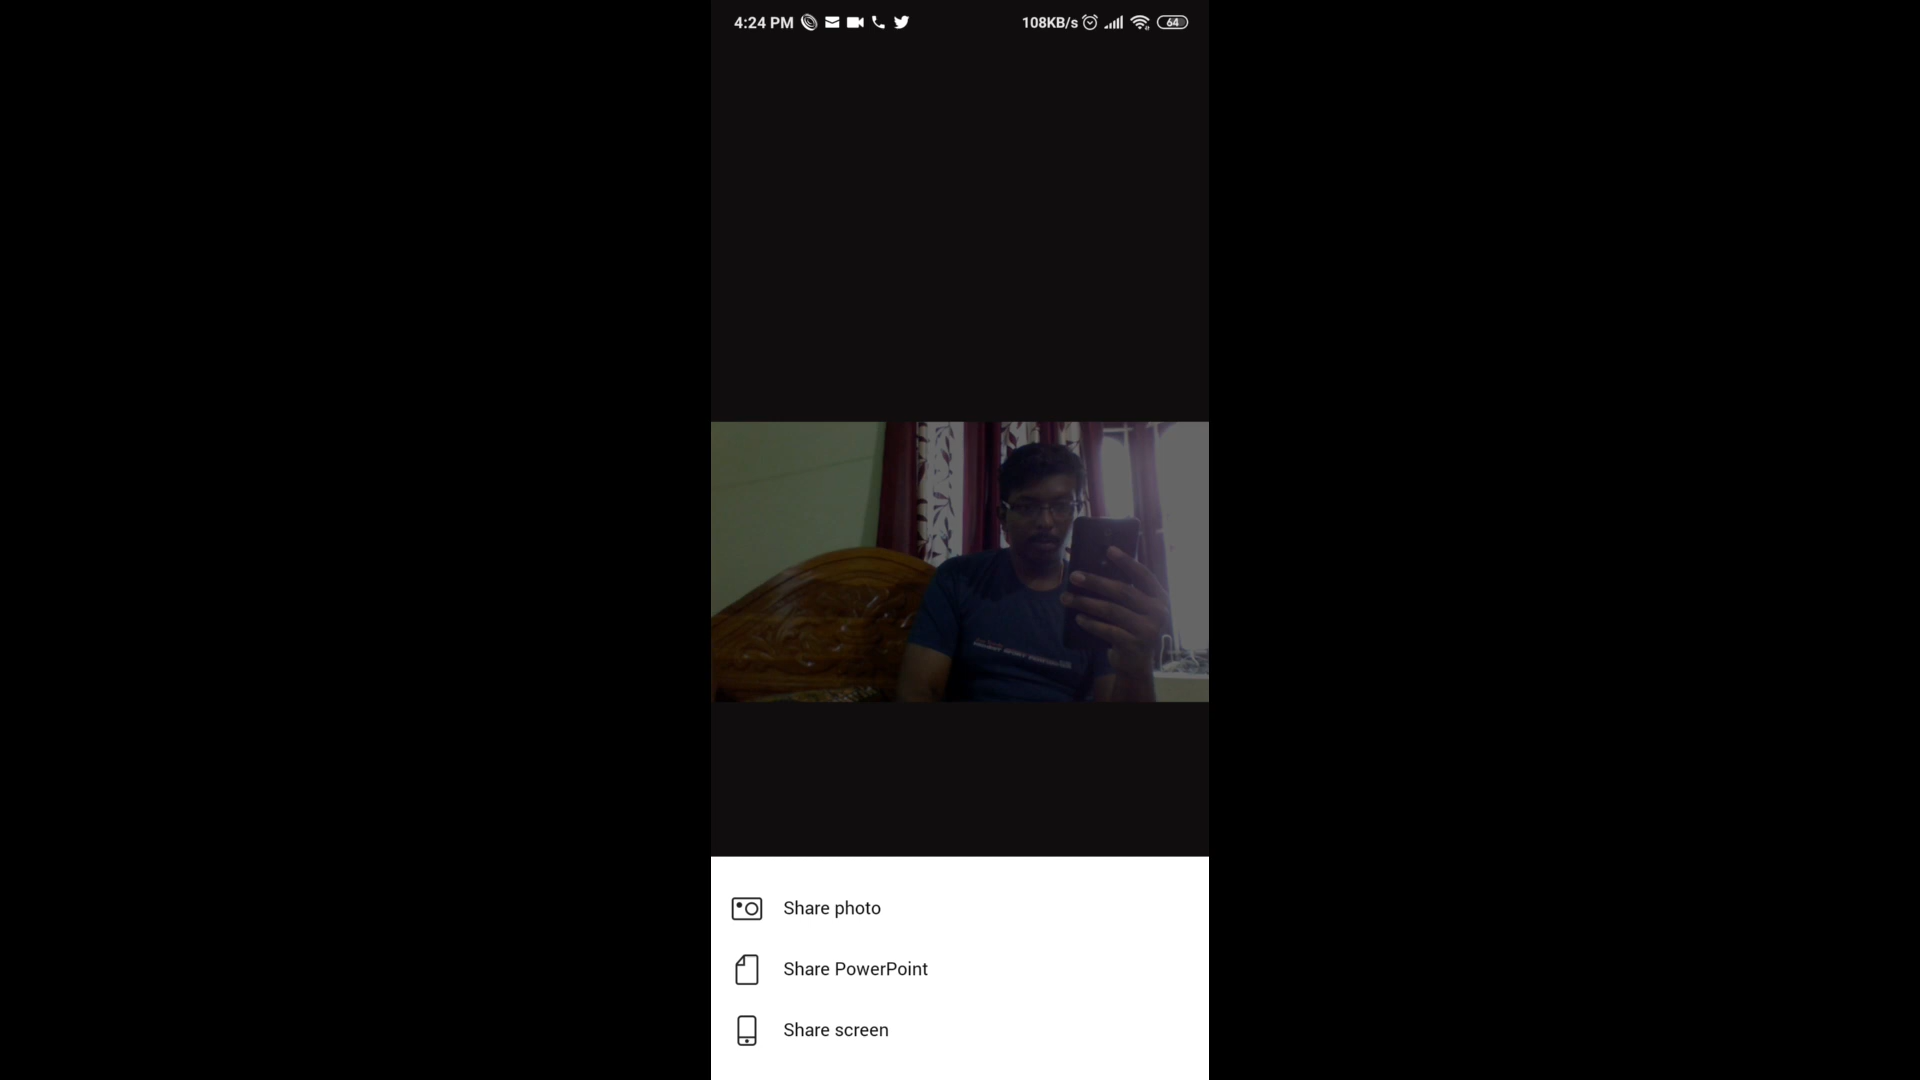 4:24 PM 108KB/s 64
Share photo
Share PowerPoint
Share screen